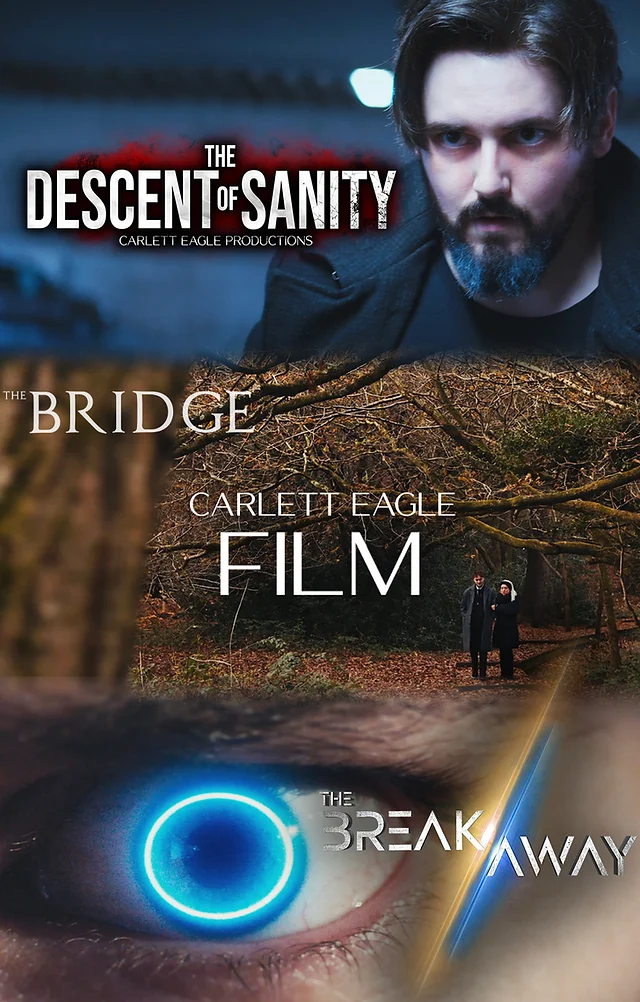 THE
DESCENT OF SANITY
CARLETT EAGLE PRODUCTIONS
THE BRIDGE
CARLETT EAGLE
FILM
THE
BREAK AWAY